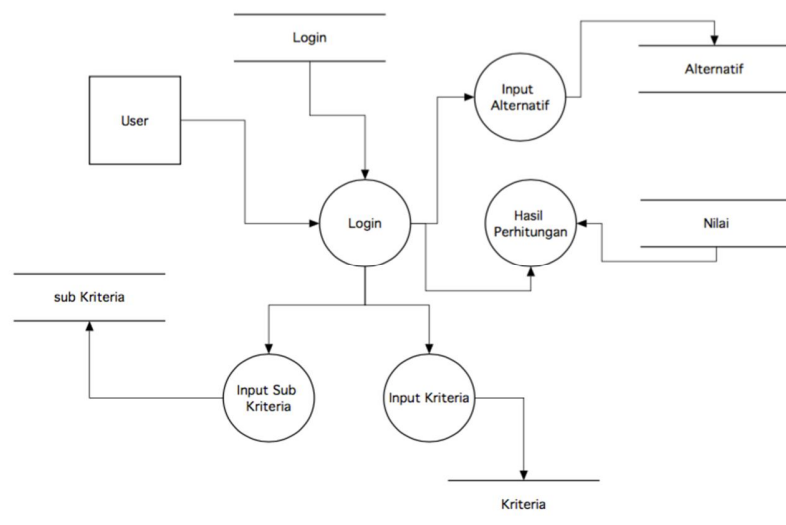 Login
Input
Alternatif
Alternatif
User
Login
Hasil
Perhitungan
Nilai
sub Kriteria
Input Sub
Kriteria
Input Kriteria
Kriteria